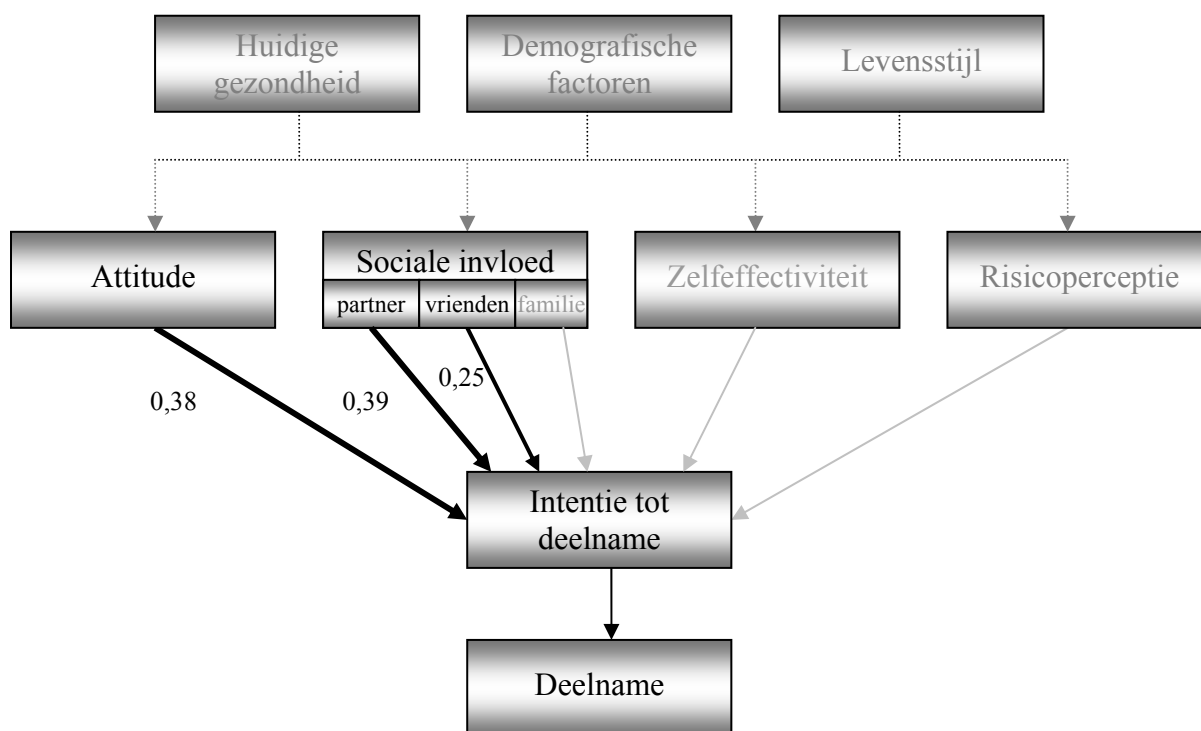 Huidige
gezondheid
Demografische
factoren
Levensstijl
Attitude
Sociale invloed
partner
vrienden
familie
Zelfeffectiviteit
Risicoperceptie
0,38
0,39
0,25
Intentie tot
deelname
Deelname